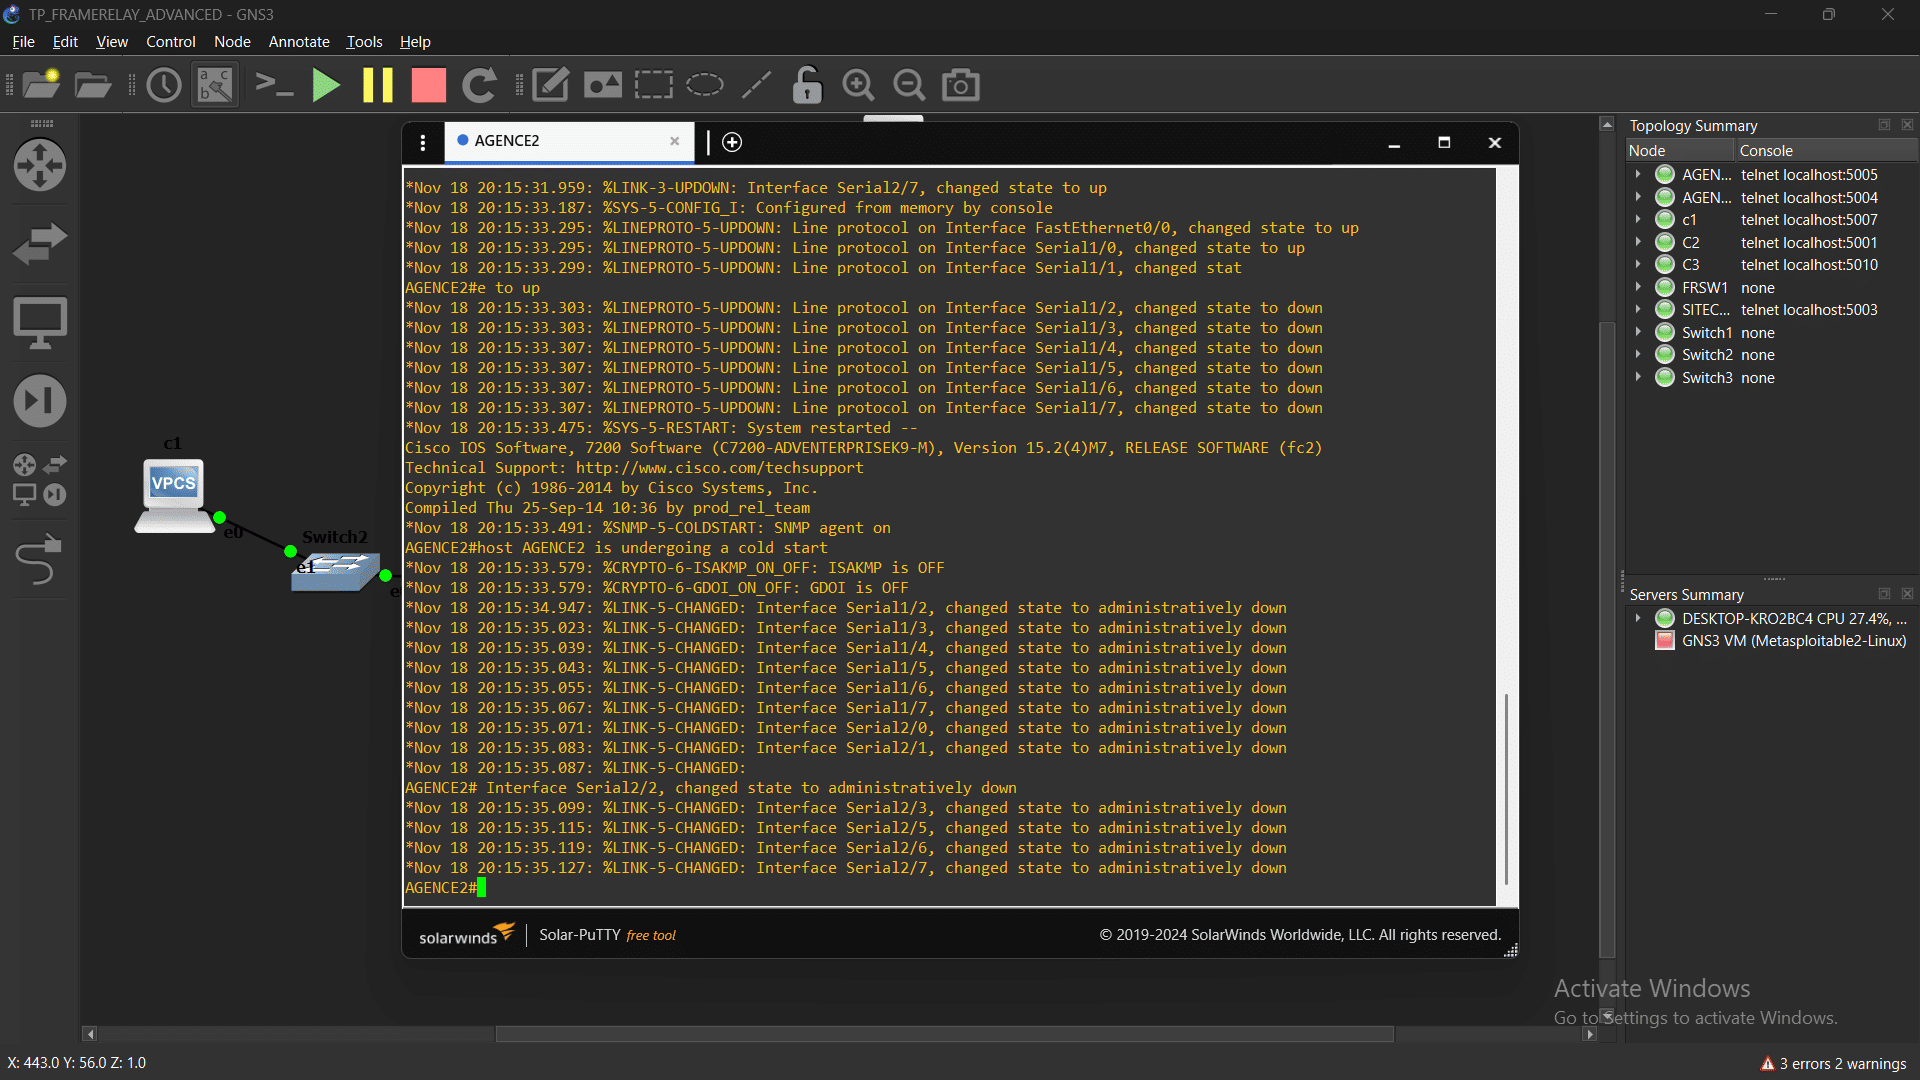 TP_FRAMERELAY_ADVANCED - GNS3
File Edit View Control Node Annotate Tools Help
c1
VPCS
e0
Switch2
e1
e
AGENCE2
*Nov 18 20:15:31.959: %LINK-3-UPDOWN: Interface Serial2/7, changed state to up
*Nov 18 20:15:33.187: %SYS-5-CONFIG_I: Configured from memory by console
*Nov 18 20:15:33.295: %LINEPROTO-5-UPDOWN: Line protocol on Interface FastEthernet0/0, changed state to up
*Nov 18 20:15:33.295: %LINEPROTO-5-UPDOWN: Line protocol on Interface Serial1/0, changed state to up
*Nov 18 20:15:33.299: %LINEPROTO-5-UPDOWN: Line protocol on Interface Serial1/1, changed stat
AGENCE2#e to up
*Nov 18 20:15:33.303: %LINEPROTO-5-UPDOWN: Line protocol on Interface Serial1/2, changed state to down
*Nov 18 20:15:33.303: %LINEPROTO-5-UPDOWN: Line protocol on Interface Serial1/3, changed state to down
*Nov 18 20:15:33.307: %LINEPROTO-5-UPDOWN: Line protocol on Interface Serial1/4, changed state to down
*Nov 18 20:15:33.307: %LINEPROTO-5-UPDOWN: Line protocol on Interface Serial1/5, changed state to down
*Nov 18 20:15:33.307: %LINEPROTO-5-UPDOWN: Line protocol on Interface Serial1/6, changed state to down
*Nov 18 20:15:33.307: %LINEPROTO-5-UPDOWN: Line protocol on Interface Serial1/7, changed state to down
*Nov 18 20:15:33.475: %SYS-5-RESTART: System restarted --
Cisco IOS Software, 7200 Software (C7200-ADVENTERPRISEK9-M), Version 15.2(4)M7, RELEASE SOFTWARE (fc2)
Technical Support: http://www.cisco.com/techsupport
Copyright (c) 1986-2014 by Cisco Systems, Inc.
Compiled Thu 25-Sep-14 10:36 by prod_rel_team
*Nov 18 20:15:33.491: %SNMP-5-COLDSTART: SNMP agent on
AGENCE2#host AGENCE2 is undergoing a cold start
*Nov 18 20:15:33.579: %CRYPTO-6-ISAKMP_ON_OFF: ISAKMP is OFF
*Nov 18 20:15:33.579: %CRYPTO-6-GDOI_ON_OFF: GDOI is OFF
*Nov 18 20:15:34.947: %LINK-5-CHANGED: Interface Serial1/2, changed state to administratively down
*Nov 18 20:15:35.023: %LINK-5-CHANGED: Interface Serial1/3, changed state to administratively down
*Nov 18 20:15:35.039: %LINK-5-CHANGED: Interface Serial1/4, changed state to administratively down
*Nov 18 20:15:35.043: %LINK-5-CHANGED: Interface Serial1/5, changed state to administratively down
*Nov 18 20:15:35.055: %LINK-5-CHANGED: Interface Serial1/6, changed state to administratively down
*Nov 18 20:15:35.067: %LINK-5-CHANGED: Interface Serial1/7, changed state to administratively down
*Nov 18 20:15:35.071: %LINK-5-CHANGED: Interface Serial2/0, changed state to administratively down
*Nov 18 20:15:35.083: %LINK-5-CHANGED: Interface Serial2/1, changed state to administratively down
*Nov 18 20:15:35.087: %LINK-5-CHANGED:
AGENCE2# Interface Serial2/2, changed state to administratively down
*Nov 18 20:15:35.099: %LINK-5-CHANGED: Interface Serial2/3, changed state to administratively down
*Nov 18 20:15:35.115: %LINK-5-CHANGED: Interface Serial2/5, changed state to administratively down
*Nov 18 20:15:35.119: %LINK-5-CHANGED: Interface Serial2/6, changed state to administratively down
*Nov 18 20:15:35.127: %LINK-5-CHANGED: Interface Serial2/7, changed state to administratively down
AGENCE2#
solarwinds Solar-PuTTY free tool © 2019-2024 SolarWinds Worldwide, LLC. All rights reserved.
Topology Summary
Node Console
AGEN... telnet localhost:5005
AGEN... telnet localhost:5004
c1 telnet localhost:5007
C2 telnet localhost:5001
C3 telnet localhost:5010
FRSW1 none
SITEC... telnet localhost:5003
Switch1 none
Switch2 none
Switch3 none
Servers Summary
DESKTOP-KRO2BC4 CPU 27.4%, ...
GNS3 VM (Metasploitable2-Linux)
Activate Windows
Go to Settings to activate Windows.
X: 443.0 Y: 56.0 Z: 1.0
3 errors 2 warnings